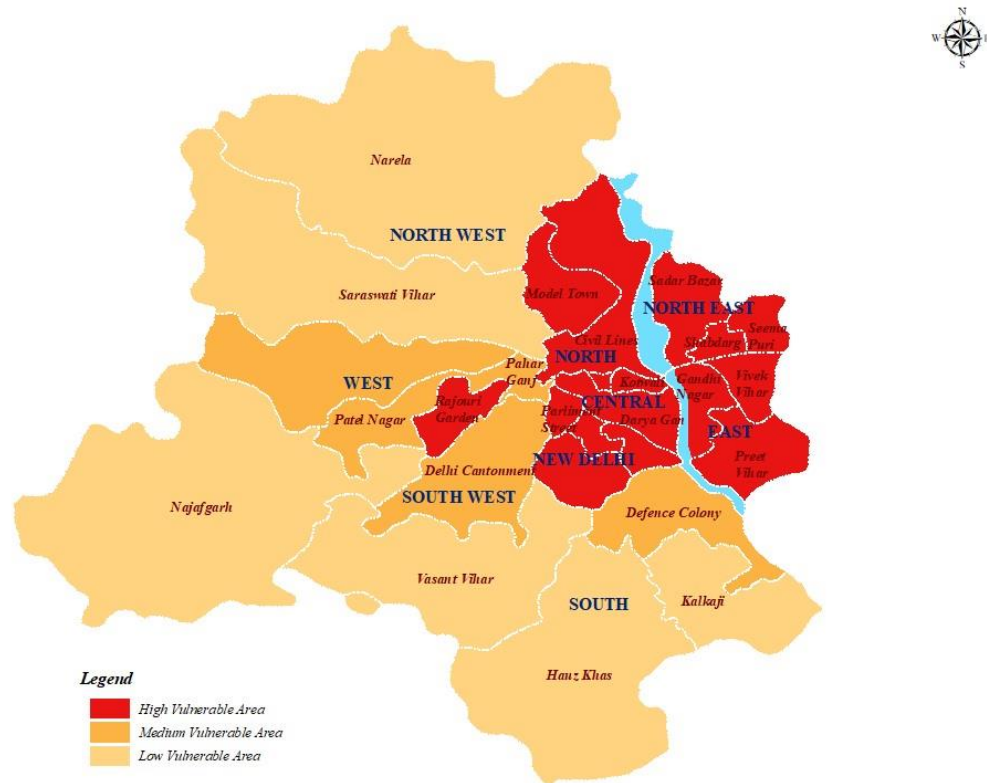 N
W
E
S
Narela
NORTH WEST
Saraswati Vihar
Model Town
Sadar Bazar
NORTH EAST
Seema
Puri
Shahdarg
Civil Lines
NORTH
Pahar
Ganj
WEST
Rajouri
Garden
Patel Nagar
Kotwali
Gandhi
Nagar
Vivek
Vihar
CENTRAL
Parliment
Street
Darya Gan
EAST
Preet
Vihar
NEW DELHI
Delhi Cantonment
SOUTH WEST
Najafgarh
Defence Colony
Vasant Vihar
SOUTH
Kalkaji
Hauz Khas
Legend
High Vulnerable Area
Medium Vulnerable Area
Low Vulnerable Area